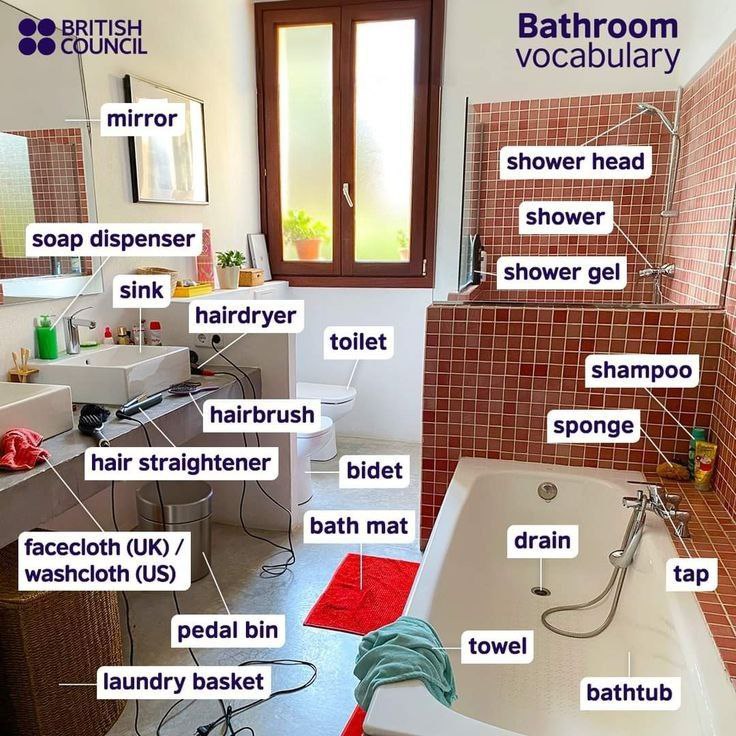 BRITISH
COUNCIL
Bathroom
vocabulary
mirror
shower head
shower
soap dispenser
shower gel
sink
hairdryer
toilet
shampoo
hairbrush
sponge
hair straightener
bidet
bath mat
drain
facecloth (UK) /
washcloth (US)
tap
pedal bin
towel
laundry basket
bathtub